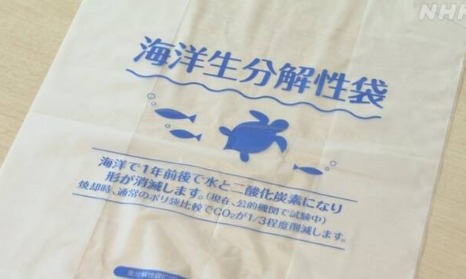 NHK
海洋生分解性袋
海洋で1年前後で水と二酸化炭素になり
形が消滅します。(現在、公的機関で試験中)
焼却時、通常のポリ袋比較でCO₂が1/3程度削減します。